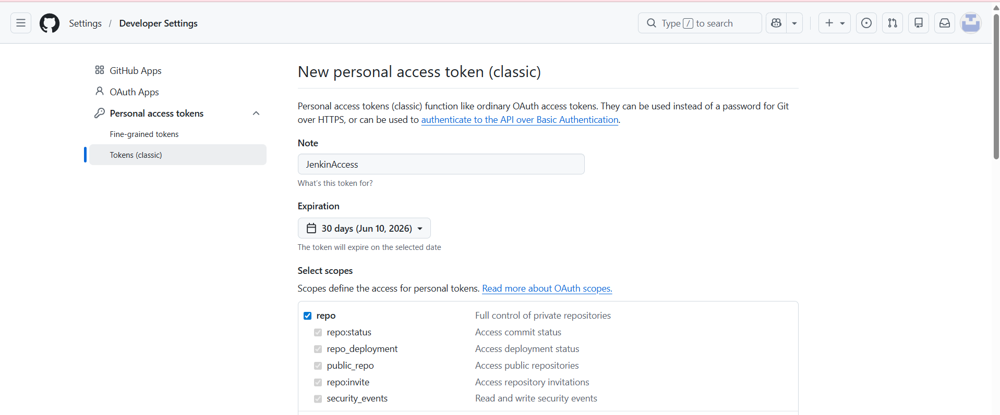 Settings / Developer Settings
Type / to search
GitHub Apps
OAuth Apps
Personal access tokens
Fine-grained tokens
Tokens (classic)
New personal access token (classic)
Personal access tokens (classic) function like ordinary OAuth access tokens. They can be used instead of a password for Git
over HTTPS, or can be used to authenticate to the API over Basic Authentication.
Note
JenkinAccess
What's this token for?
Expiration
30 days (Jun 10, 2026)
The token will expire on the selected date
Select scopes
Scopes define the access for personal tokens. Read more about OAuth scopes.
repo Full control of private repositories
repo:status Access commit status
repo_deployment Access deployment status
public_repo Access public repositories
repo:invite Access repository invitations
security_events Read and write security events